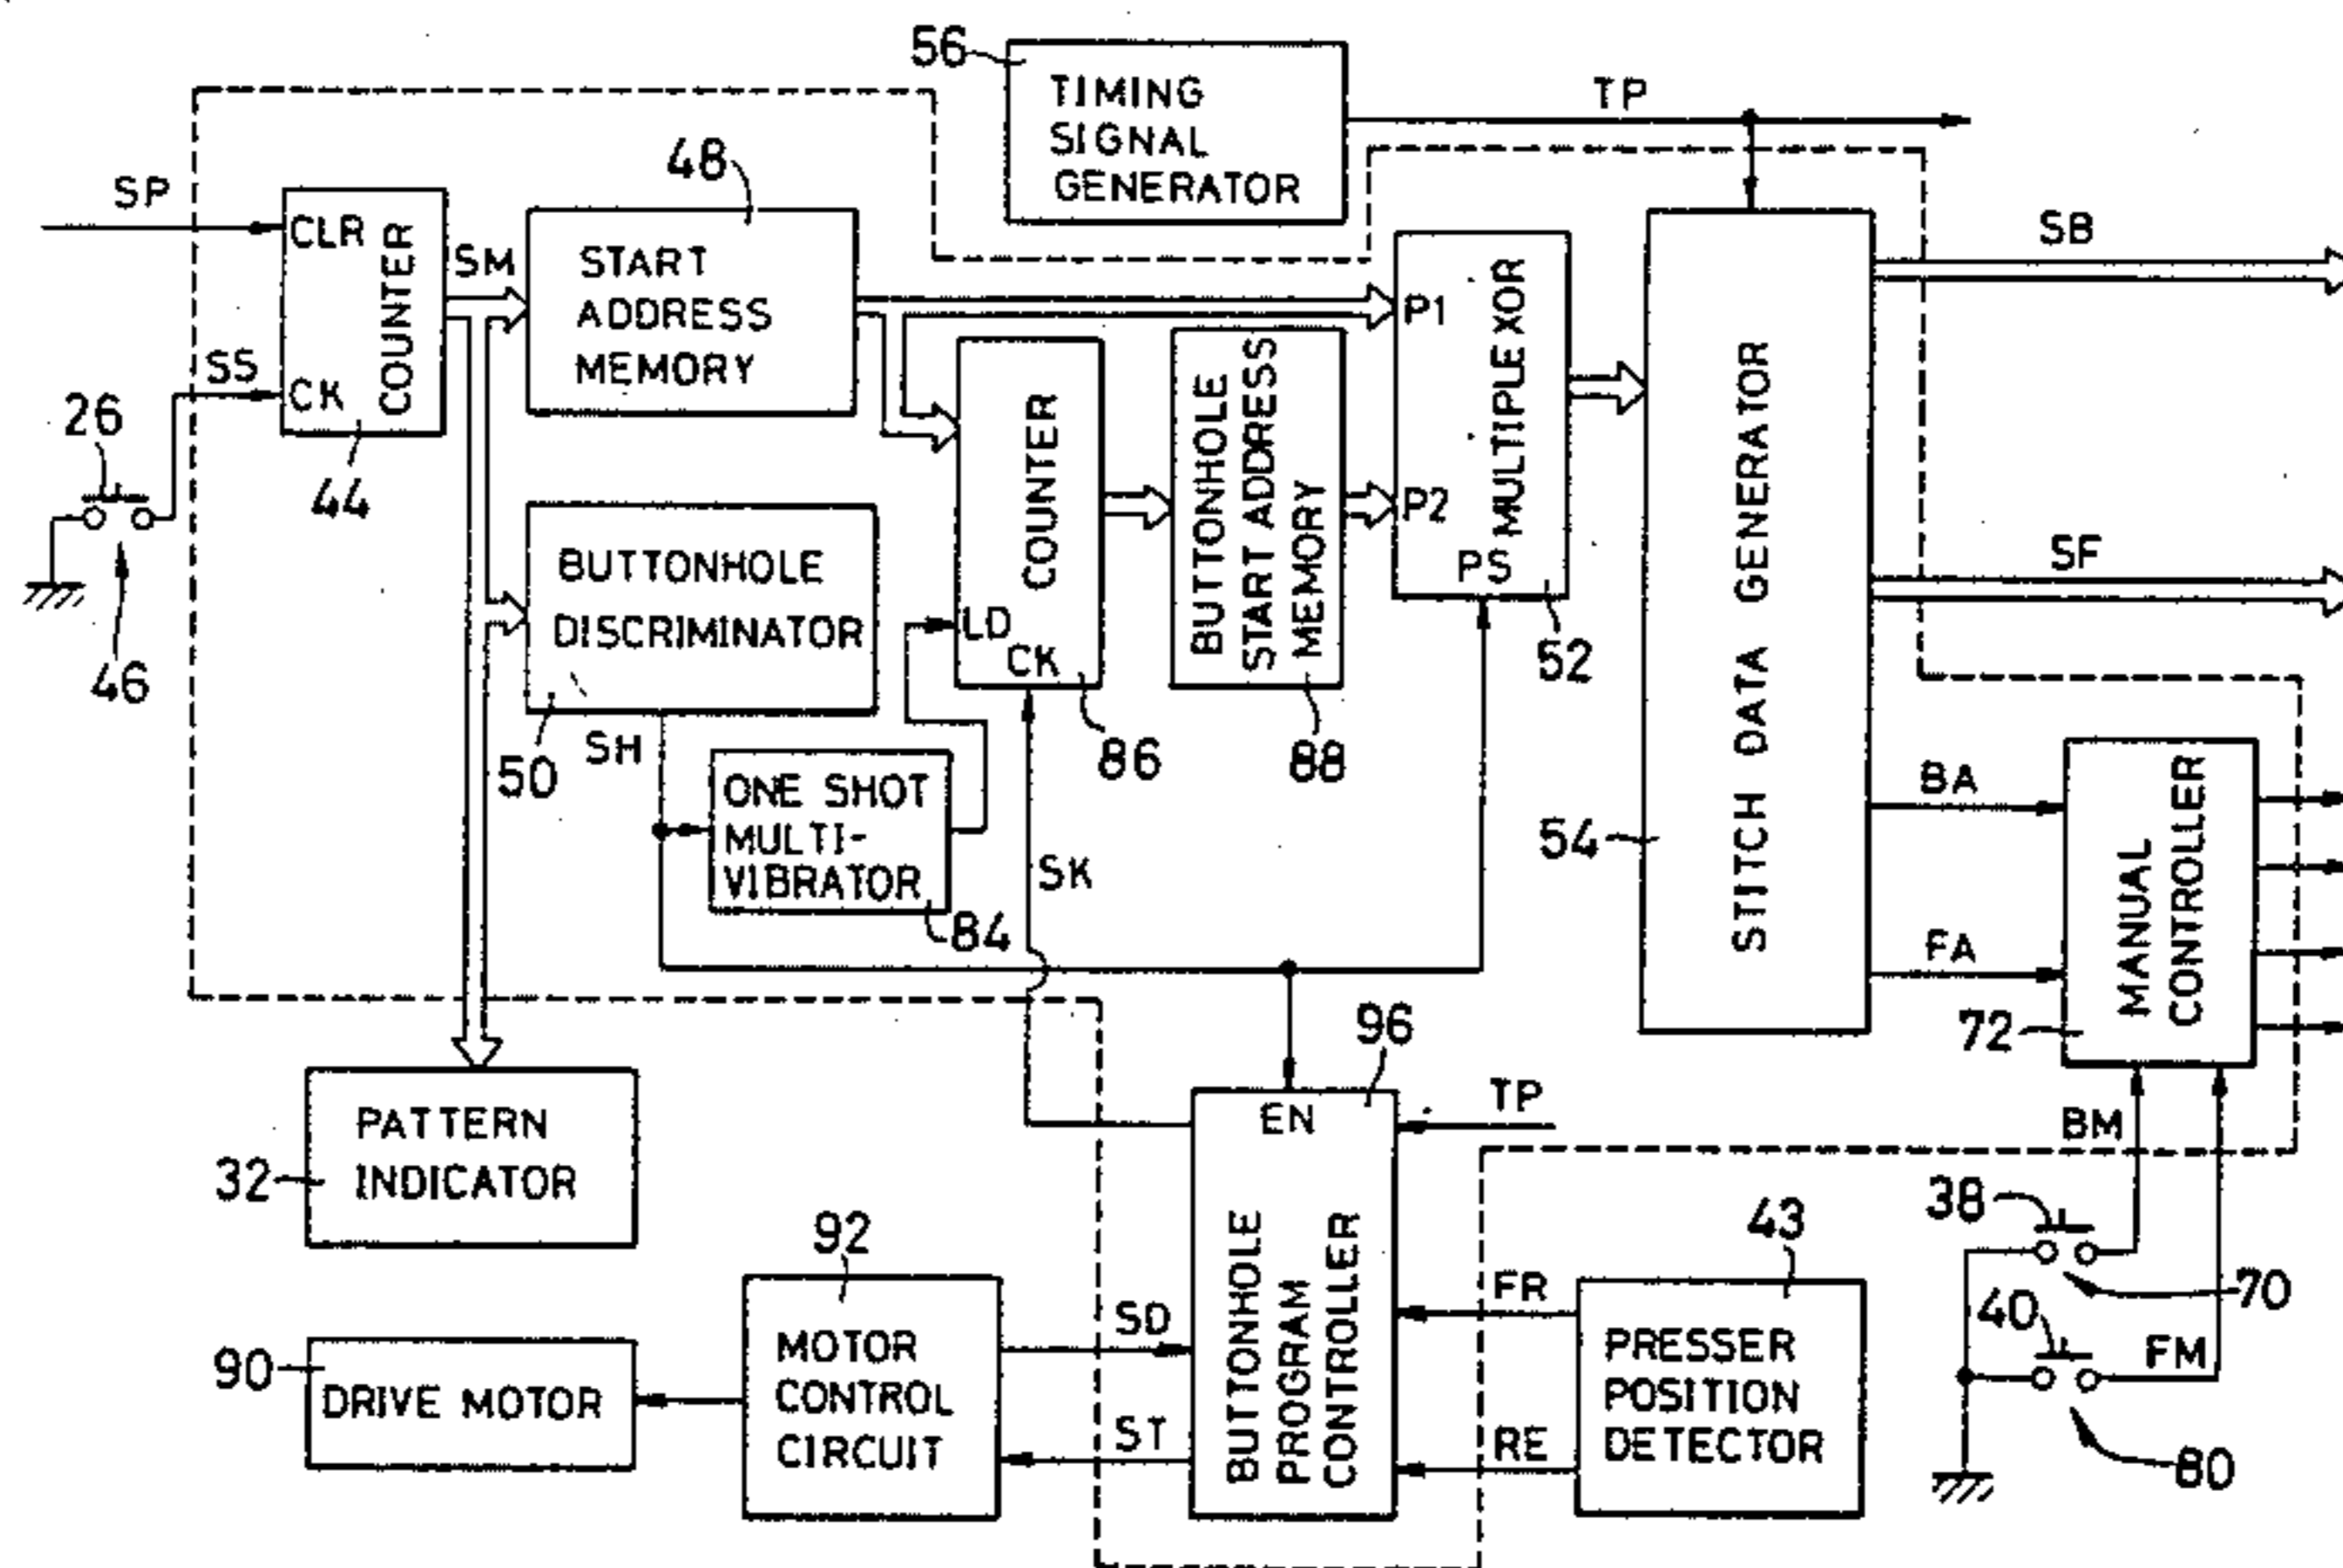 56
TIMING
SIGNAL
GENERATOR
TP
SP
CLR
COUNTER
SS
CK
44
26
46
SM
48
START
ADDRESS
MEMORY
BUTTONHOLE
DISCRIMINATOR
50
SH
ONE SHOT
MULTI-
VIBRATOR
84
COUNTER
LD
CK
86
SK
BUTTONHOLE
START ADDRESS
MEMORY
88
P1
P2
MULTIPLEXOR
PS
52
STITCH DATA GENERATOR
54
SB
SF
BA
FA
MANUAL
CONTROLLER
72
BM
FM
38
70
40
80
PATTERN
INDICATOR
32
96
EN
TP
BUTTONHOLE
PROGRAM
CONTROLLER
92
MOTOR
CONTROL
CIRCUIT
SD
ST
90
DRIVE MOTOR
FR
RE
43
PRESSER
POSITION
DETECTOR